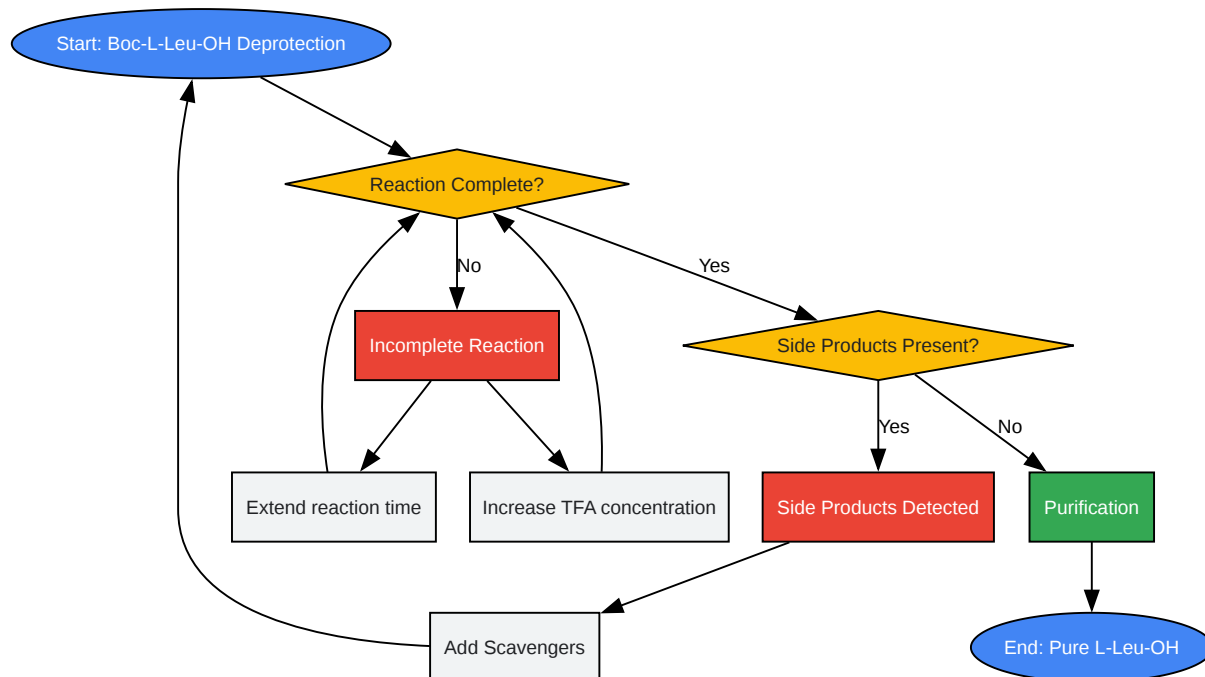 Start: Boc-L-Leu-OH Deprotection
Reaction Complete?
No
Yes
Incomplete Reaction
Side Products Present?
Yes
No
Extend reaction time
Increase TFA concentration
Side Products Detected
Purification
Add Scavengers
End: Pure L-Leu-OH